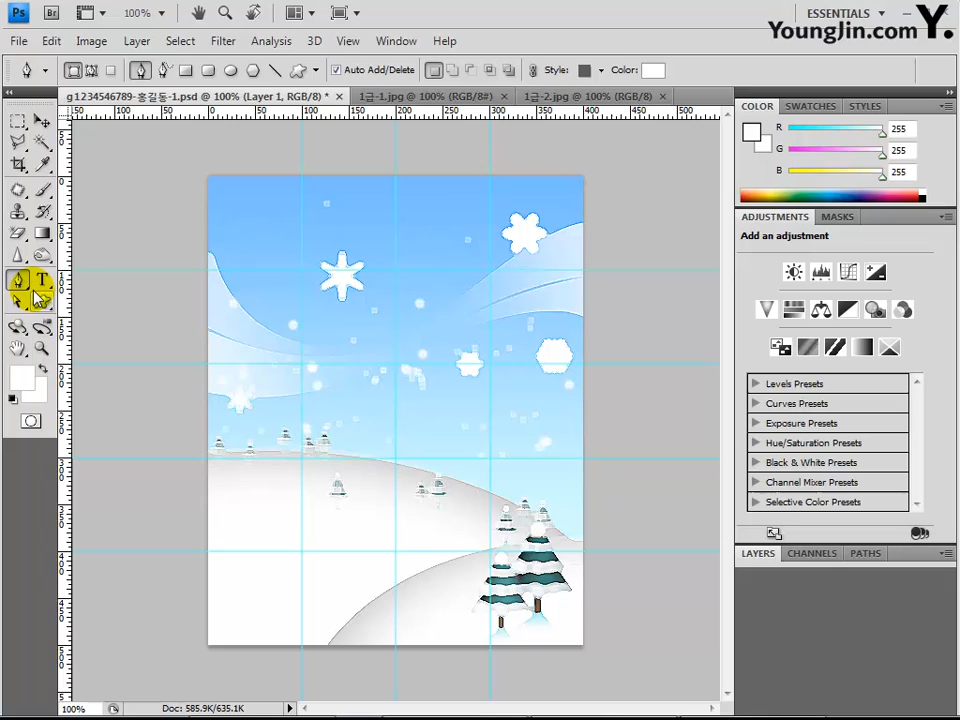 Ps Br 100% ESSENTIALS
YoungJin.com Y.
File Edit Image Layer Select Filter Analysis 3D View Window Help
Auto Add/Delete Style: Color:
g1234546789-홍길동-1.psd @ 100% (Layer 1, RGB/8) * 1급-1.jpg @ 100% (RGB/8#) 1급-2.jpg @ 100% (RGB/8)
COLOR SWATCHES STYLES
R 255
G 255
B 255
ADJUSTMENTS MASKS
Add an adjustment
Levels Presets
Curves Presets
Exposure Presets
Hue/Saturation Presets
Black & White Presets
Channel Mixer Presets
Selective Color Presets
LAYERS CHANNELS PATHS
100% Doc: 585.9K/635.1K